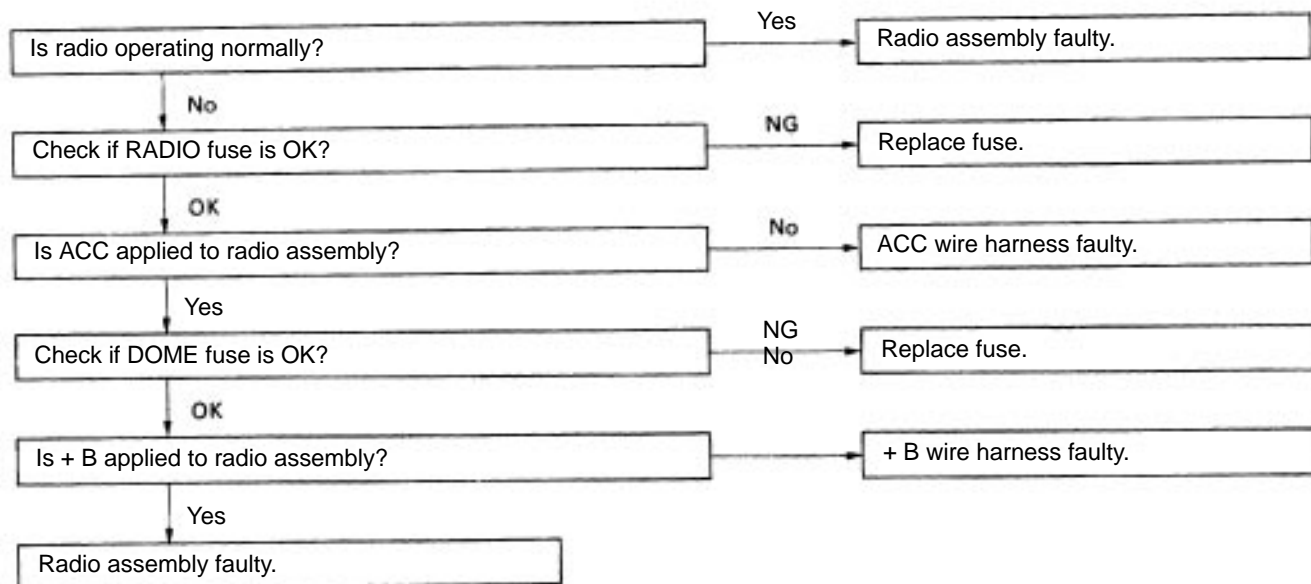 Yes
Is radio operating normally?
Radio assembly faulty.
No
NG
Check if RADIO fuse is OK?
Replace fuse.
OK
No
Is ACC applied to radio assembly?
ACC wire harness faulty.
Yes
NG
Check if DOME fuse is OK?
No
Replace fuse.
OK
Is + B applied to radio assembly?
+ B wire harness faulty.
Yes
Radio assembly faulty.